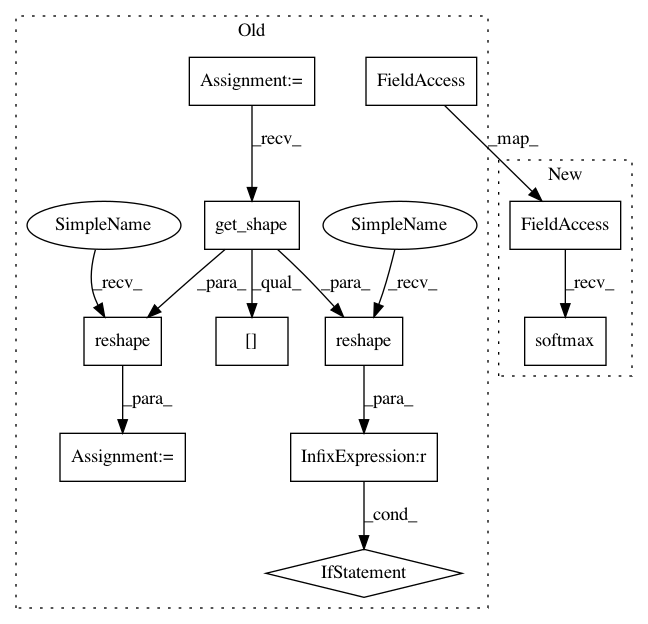 Old
Assignment:=
FieldAccess
_recv_
_map_
New
SimpleName
get_shape
SimpleName
FieldAccess
_recv_
_para_
_qual_
_para_
_recv_
_recv_
reshape
[]
reshape
softmax
_para_
_para_
Assignment:=
InfixExpression:r
_cond_
IfStatement